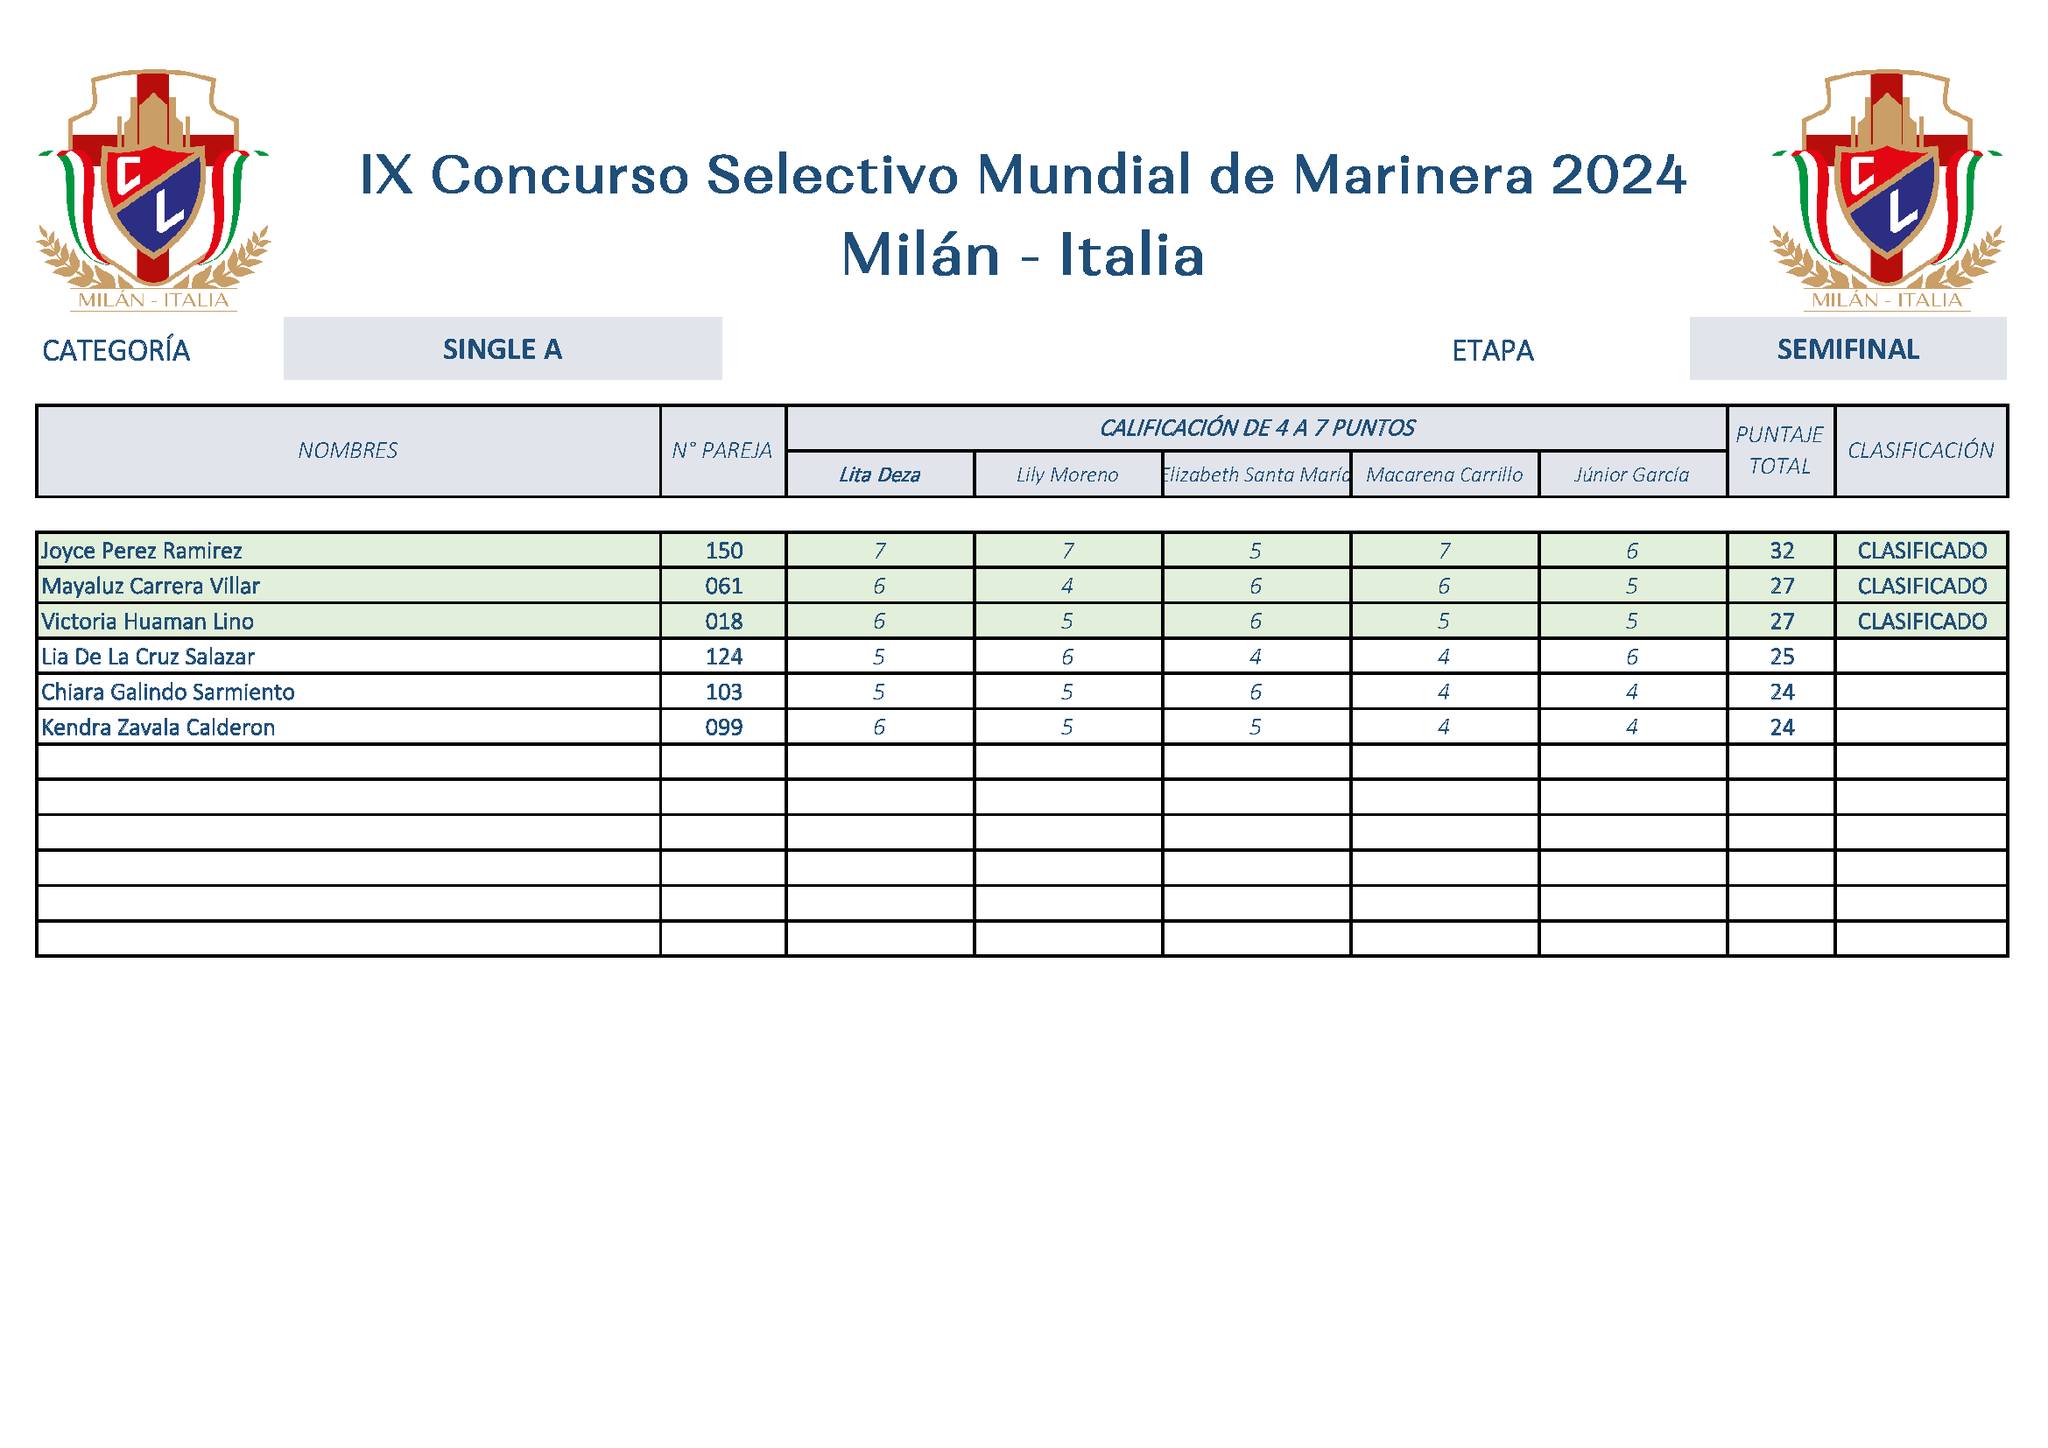 IX Concurso Selectivo Mundial de Marinera 2024
Milán - Italia
C L
MILÁN - ITALIA
C L
MILÁN - ITALIA
CATEGORÍA SINGLE A ETAPA SEMIFINAL
NOMBRES N° PAREJA CALIFICACIÓN DE 4 A 7 PUNTOS PUNTAJE TOTAL CLASIFICACIÓN
Lita Deza Lily Moreno Elizabeth Santa María Macarena Carrillo Júnior García
Joyce Perez Ramirez 150 7 7 5 7 6 32 CLASIFICADO
Mayaluz Carrera Villar 061 6 4 6 6 5 27 CLASIFICADO
Victoria Huaman Lino 018 6 5 6 5 5 27 CLASIFICADO
Lia De La Cruz Salazar 124 5 6 4 4 6 25
Chiara Galindo Sarmiento 103 5 5 6 4 4 24
Kendra Zavala Calderon 099 6 5 5 4 4 24